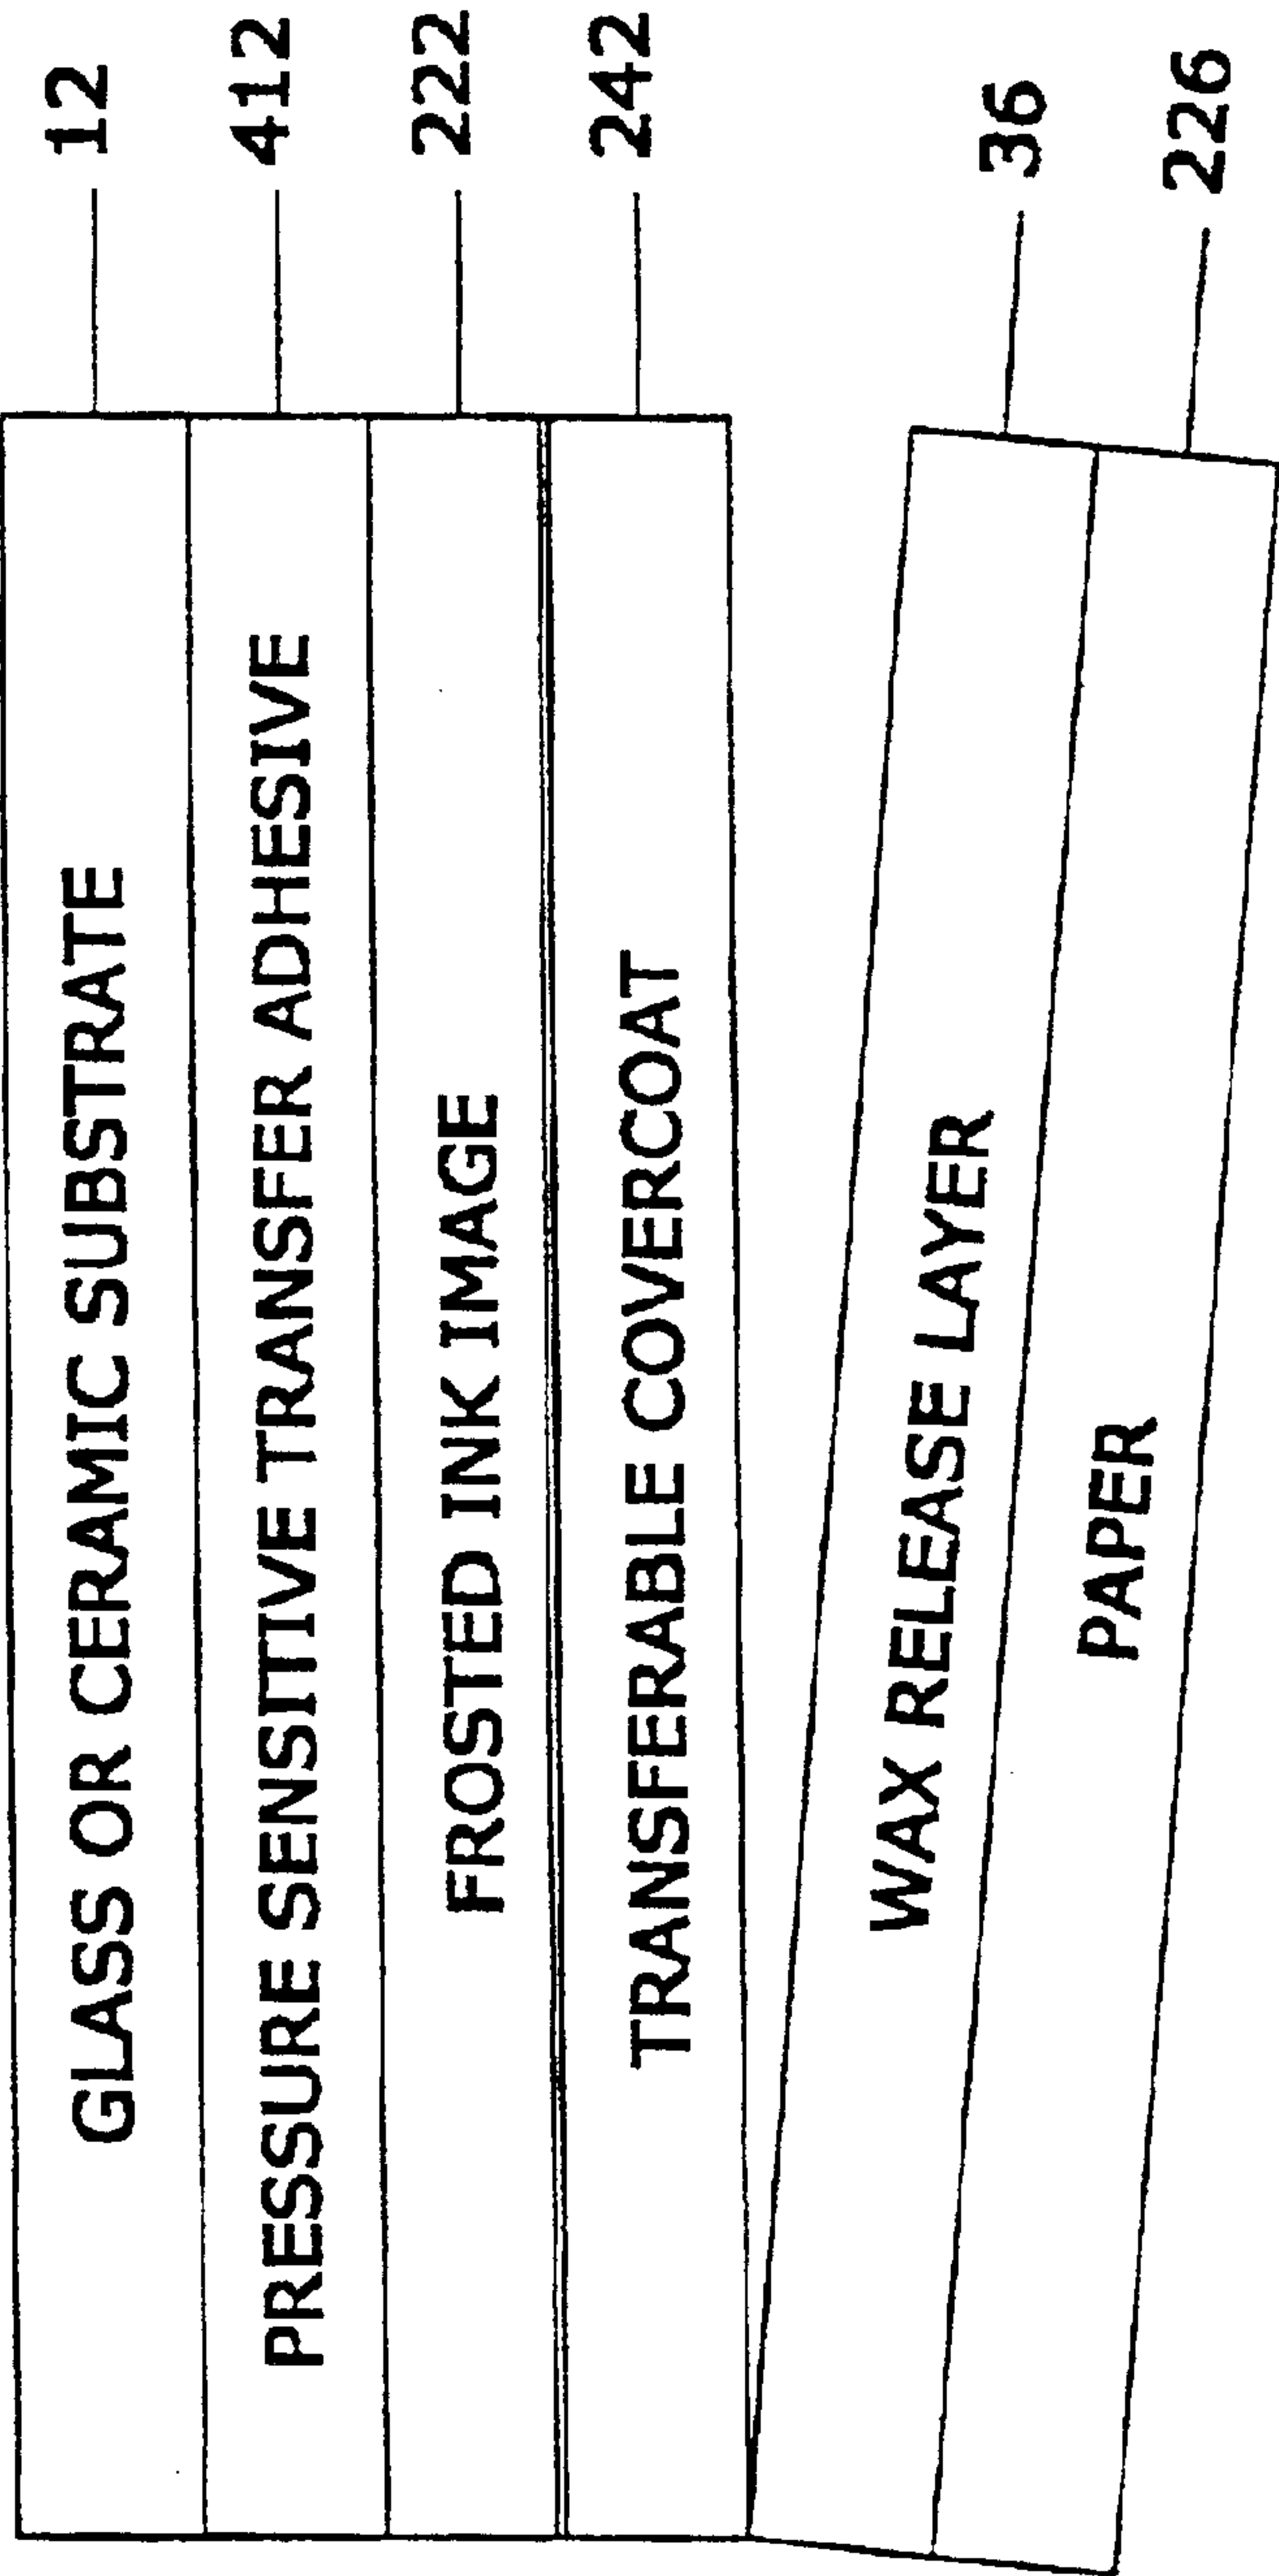 GLASS OR CERAMIC SUBSTRATE 12
PRESSURE SENSITIVE TRANSFER ADHESIVE 412
FROSTED INK IMAGE 222
TRANSFERABLE COVERCOAT 242
WAX RELEASE LAYER 36
PAPER 226